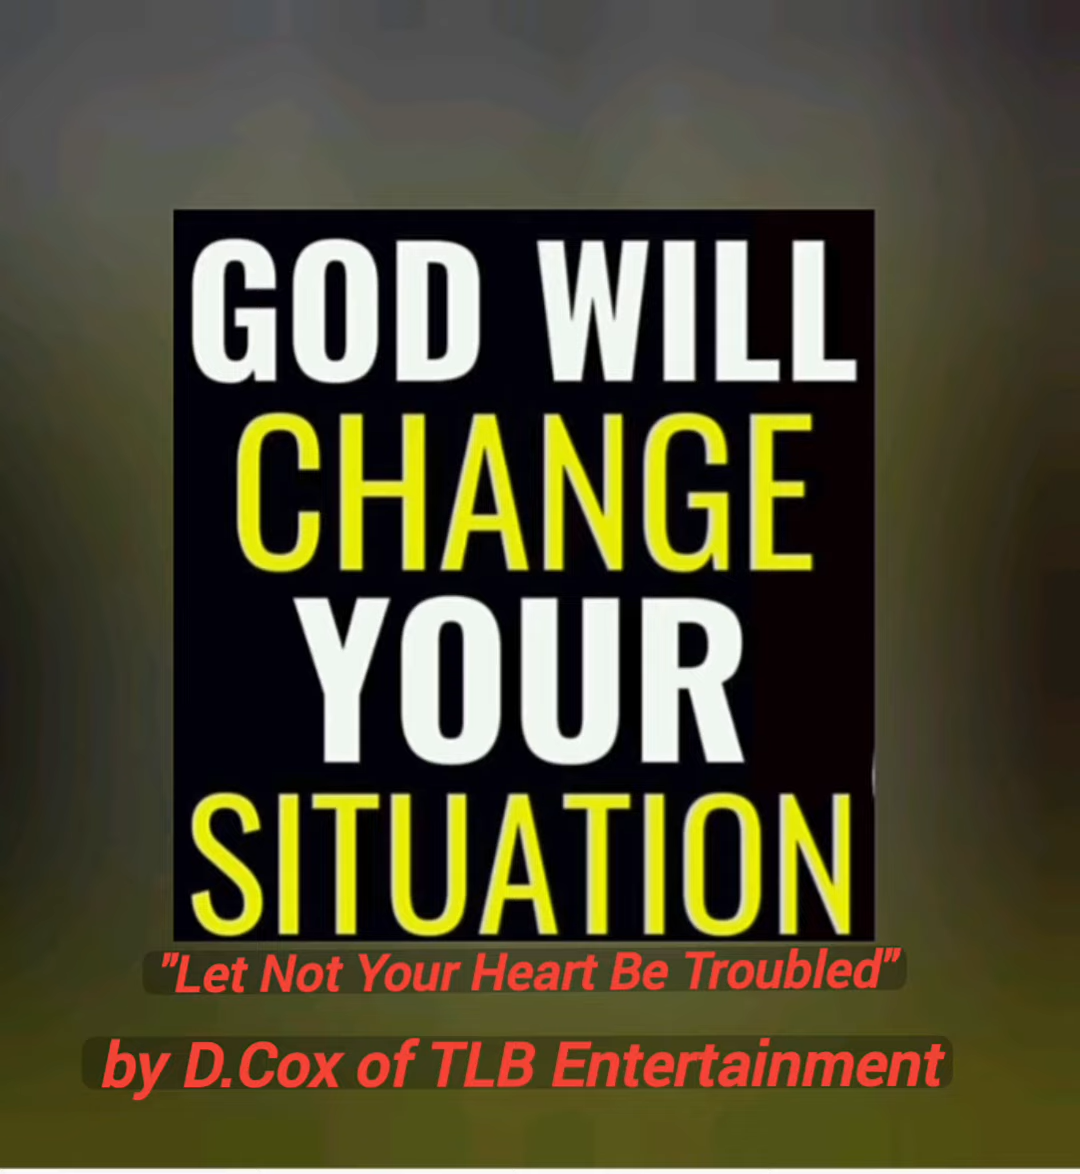 GOD WILL
CHANGE
YOUR
SITUATION
"Let Not Your Heart Be Troubled"
by D.Cox of TLB Entertainment